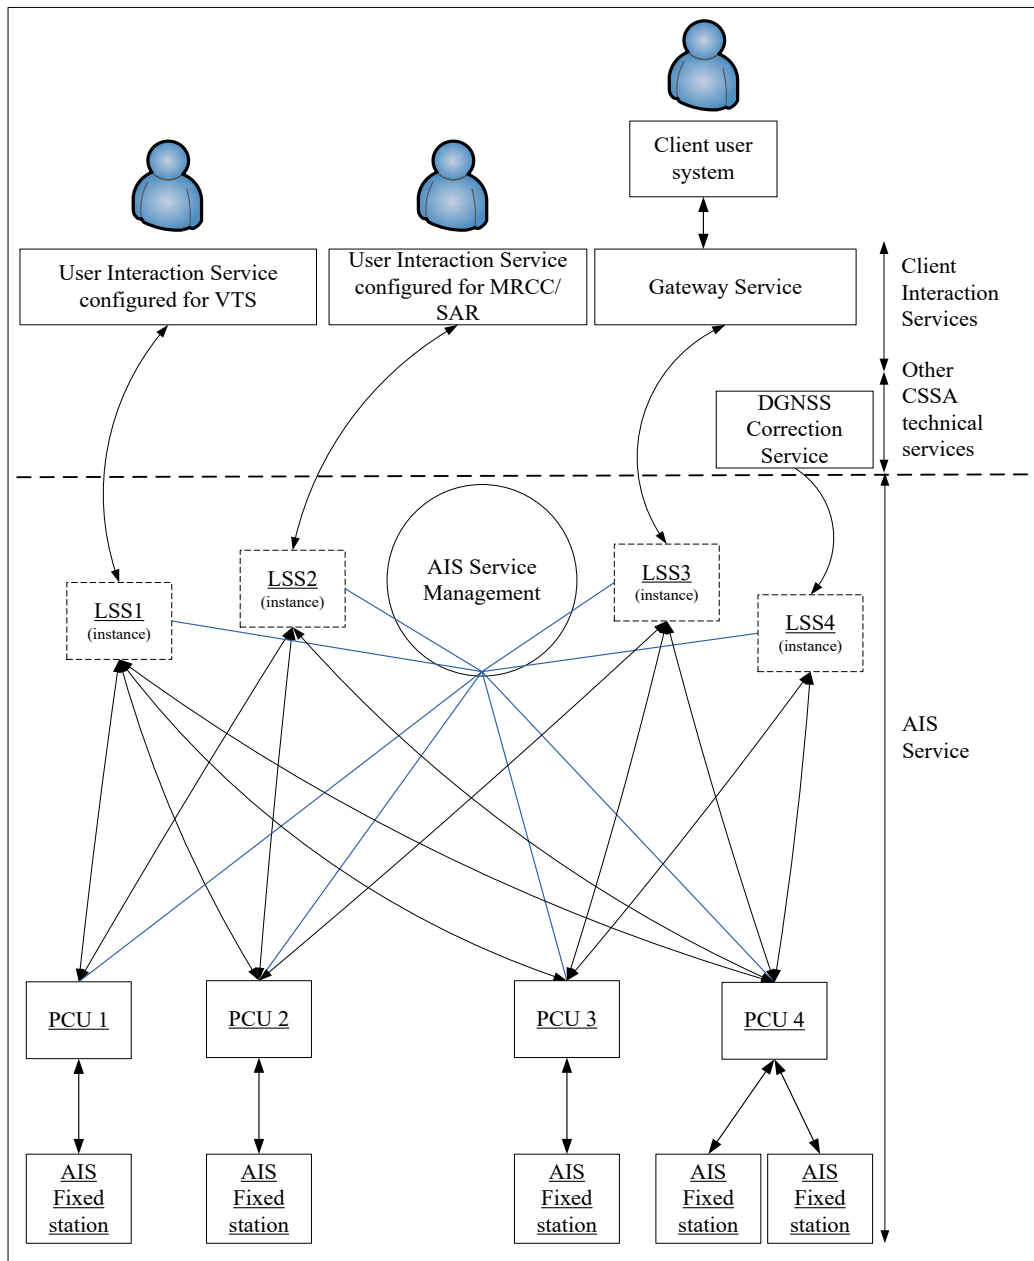 Client user
system
User Interaction Service
configured for VTS
User Interaction Service
configured for MRCC/
SAR
Gateway Service
Client
Interaction
Services
Other
CSSA
technical
services
DGNSS
Correction
Service
AIS Service
Management
LSS1
(instance)
LSS2
(instance)
LSS3
(instance)
LSS4
(instance)
AIS
Service
PCU 1
PCU 2
PCU 3
PCU 4
AIS
Fixed
station
AIS
Fixed
station
AIS
Fixed
station
AIS
Fixed
station
AIS
Fixed
station